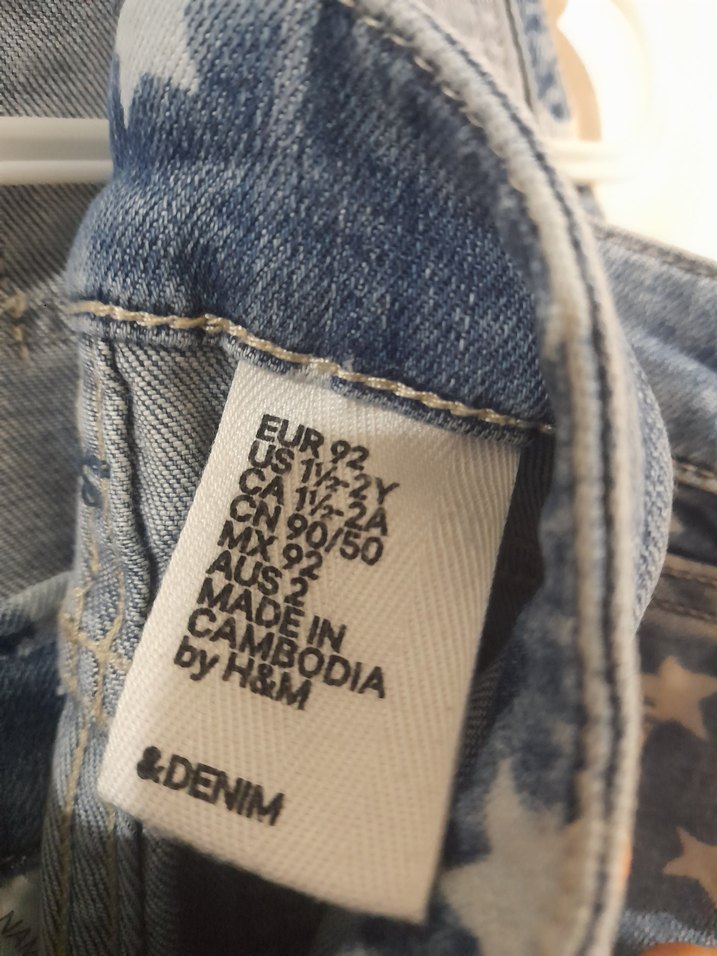 EUR 92
US 1½-2Y
CA 1½-2A
CN 90/50
MX 92
AUS 2
MADE IN
CAMBODIA
by H&M
&DENIM